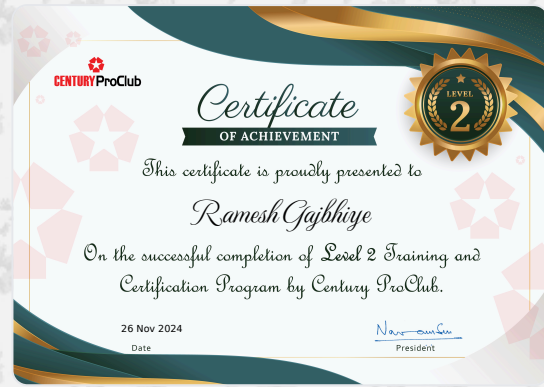 CENTURY ProClub
Certificate
OF ACHIEVEMENT
LEVEL
2
This certificate is proudly presented to
Ramesh Gajbhiye
On the successful completion of Level 2 Training and
Certification Program by Century ProClub.
26 Nov 2024
Date
President